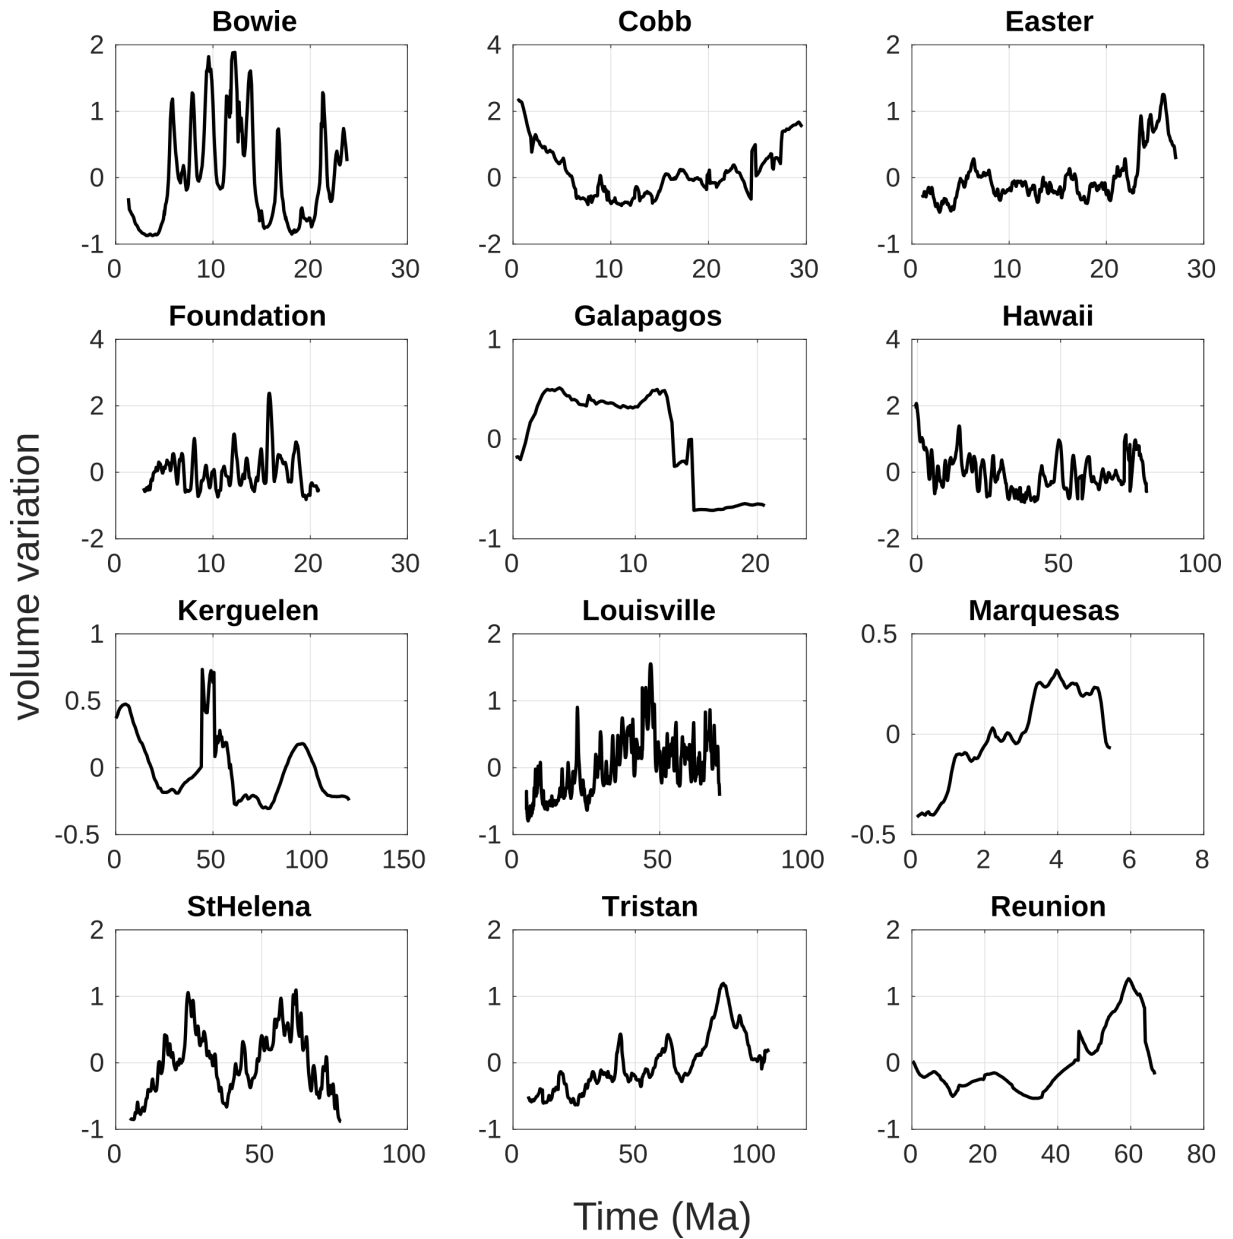 Bowie Cobb Easter
2 4 2
1 2 1
0 0 0
-1 -2 -1
0 10 20 30 0 10 20 30 0 10 20 30
Foundation Galapagos Hawaii
4 1 4
2 2
0 0 0
-2 -1 -2
0 10 20 30 0 10 20 0 50 100
volume variation
Kerguelen Louisville Marquesas
1 2 0.5
0.5 1
0 0 0
-0.5 -1 -0.5
0 50 100 150 0 50 100 0 2 4 6 8
StHelena Tristan Reunion
2 2 2
1 1 1
0 0 0
-1 -1 -1
0 50 100 0 50 100 0 20 40 60 80
Time (Ma)